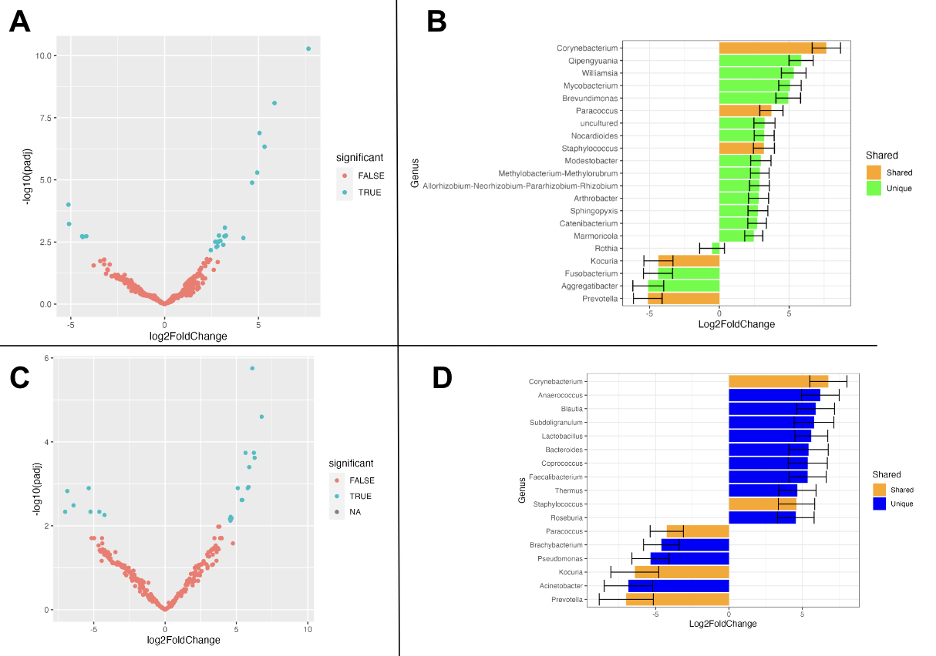 A
10.0
7.5
5.0
2.5
0.0
-log10(padj)
-5
0
5
log2FoldChange
significant
FALSE
TRUE
B
Genus
Corynebacterium
Qipengyuania
Williamsia
Mycobacterium
Brevundimonas
Paracoccus
uncultured
Nocardioides
Staphylococcus
Modestobacter
Methylobacterium-Methylorubrum
Allorhizobium-Neorhizobium-Pararhizobium-Rhizobium
Arthrobacter
Sphingopyxis
Catenibacterium
Marmoricola
Rothia
Kocuria
Fusobacterium
Aggregatibacter
Prevotella
-5
0
5
Log2FoldChange
Shared
Shared
Unique
C
6
4
2
0
-log10(padj)
-5
0
5
10
log2FoldChange
significant
FALSE
TRUE
NA
D
Genus
Corynebacterium
Anaerococcus
Blautia
Subdoligranulum
Lactobacillus
Bacteroides
Coprococcus
Faecalibacterium
Thermus
Staphylococcus
Roseburia
Paracoccus
Brachybacterium
Pseudomonas
Kocuria
Acinetobacter
Prevotella
-5
0
5
Log2FoldChange
Shared
Shared
Unique